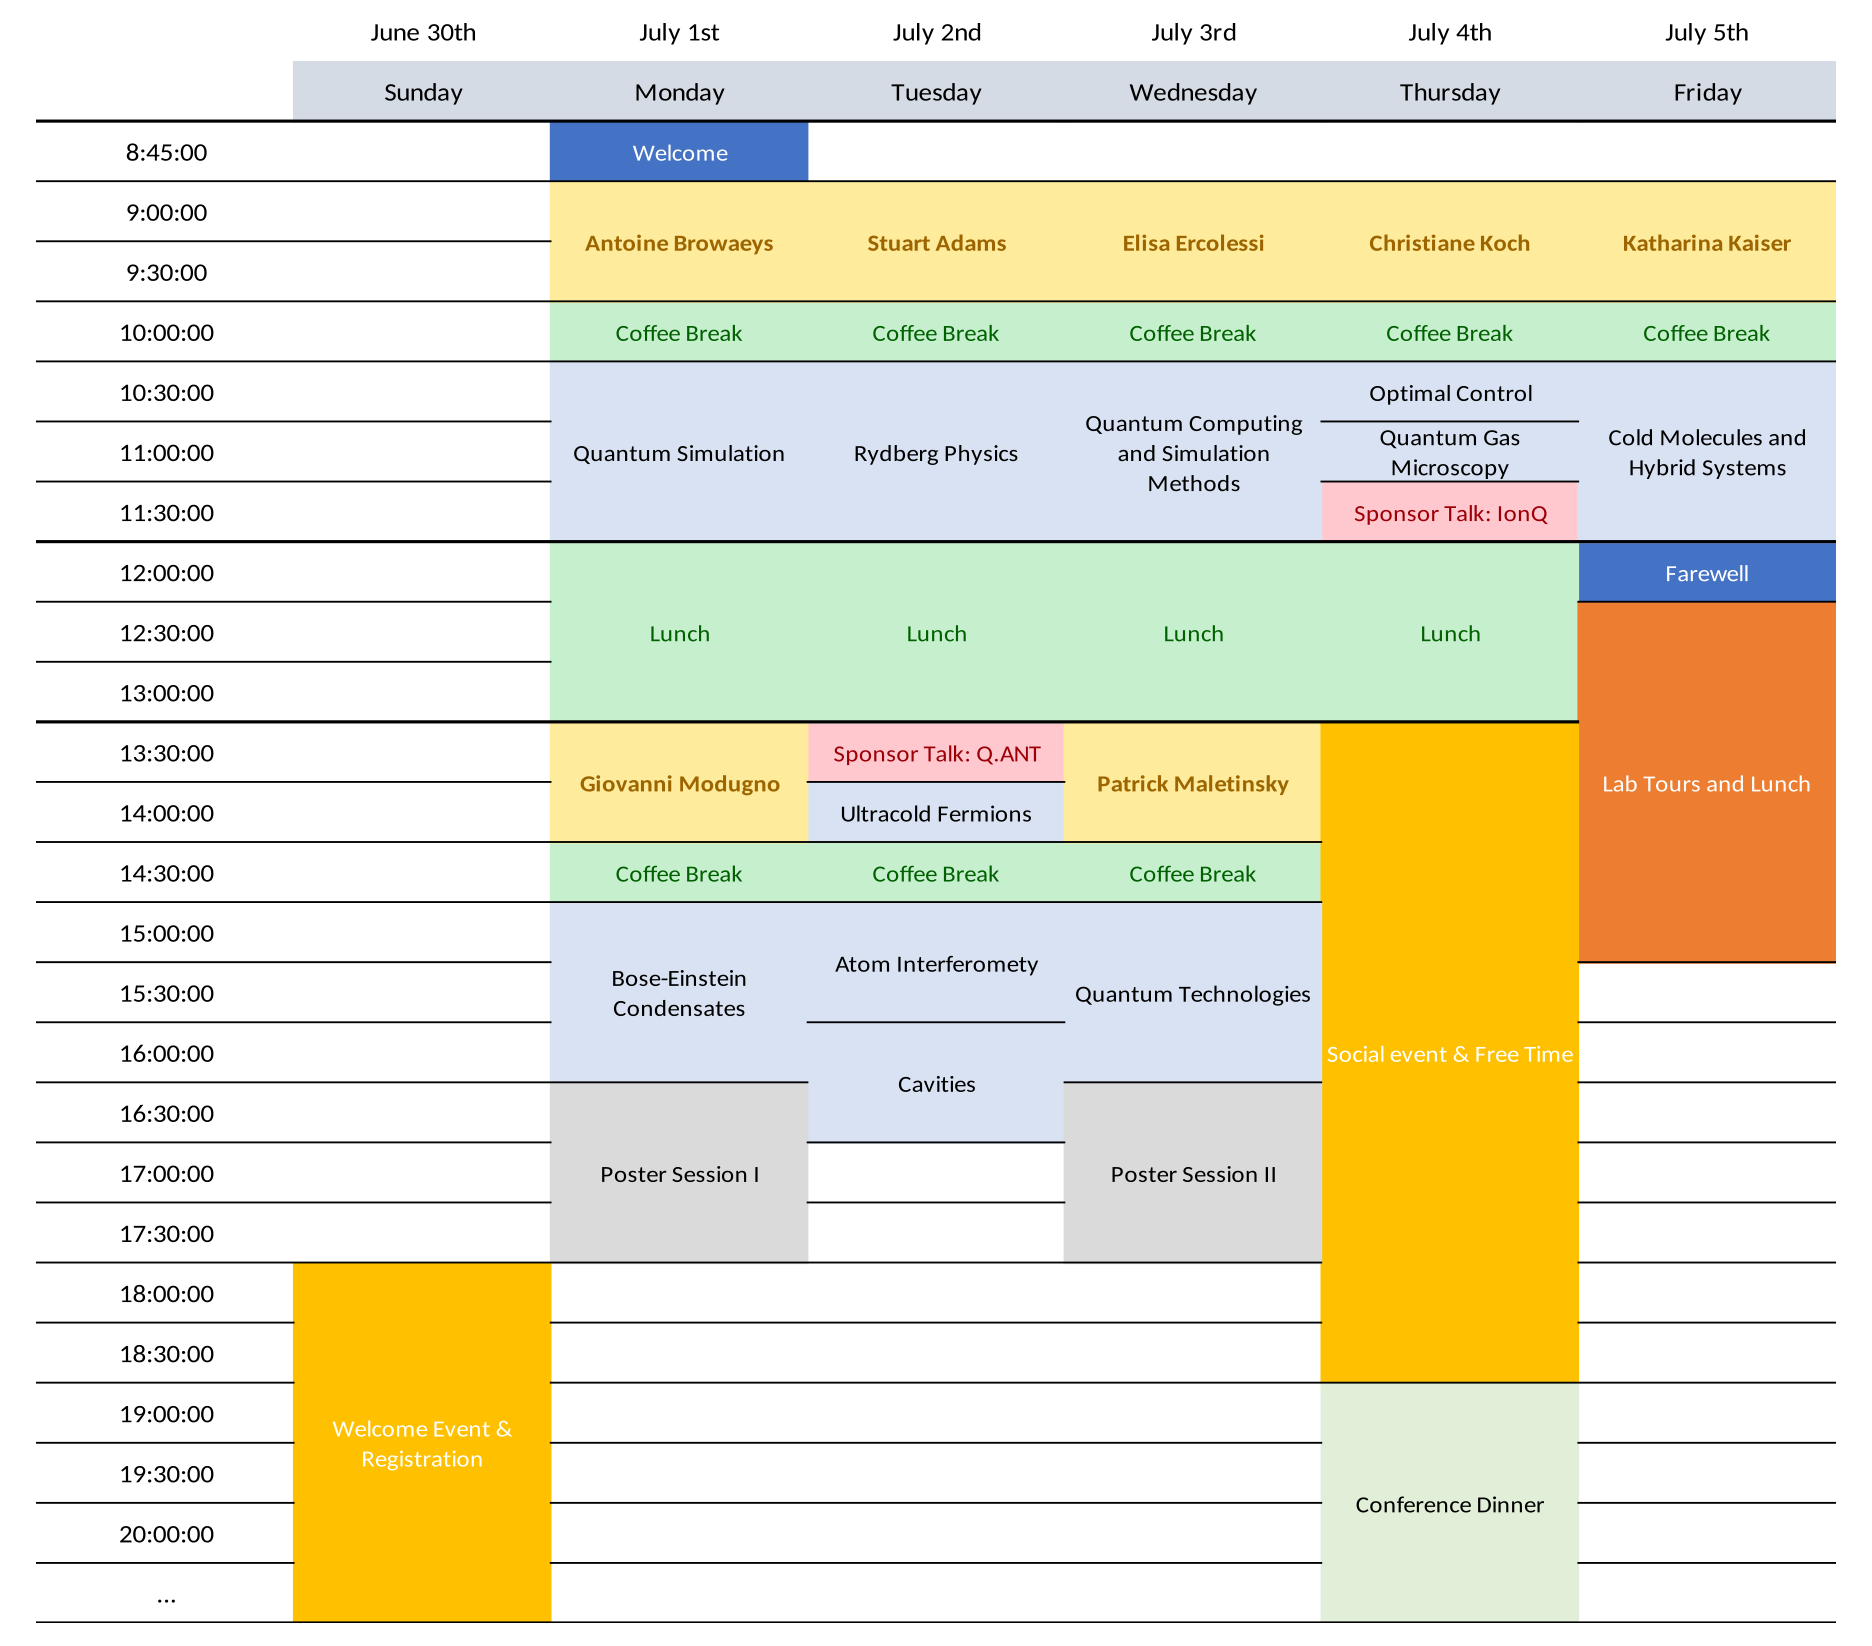 June 30th July 1st July 2nd July 3rd July 4th July 5th
Sunday Monday Tuesday Wednesday Thursday Friday
8:45:00 Welcome
9:00:00
Antoine Browaeys Stuart Adams Elisa Ercolessi Christiane Koch Katharina Kaiser
9:30:00
10:00:00 Coffee Break Coffee Break Coffee Break Coffee Break Coffee Break
10:30:00 Optimal Control
Quantum Computing
Quantum Gas Cold Molecules and
11:00:00 Quantum Simulation Rydberg Physics and Simulation
Microscopy Hybrid Systems
Methods
11:30:00 Sponsor Talk: IonQ
12:00:00 Farewell
12:30:00 Lunch Lunch Lunch Lunch
13:00:00
13:30:00 Sponsor Talk: Q.ANT
Giovanni Modugno Patrick Maletinsky Lab Tours and Lunch
14:00:00 Ultracold Fermions
14:30:00 Coffee Break Coffee Break Coffee Break
15:00:00
Atom Interferomety
Bose-Einstein
15:30:00 Quantum Technologies
Condensates
16:00:00 Social event & Free Time
Cavities
16:30:00
17:00:00 Poster Session I Poster Session II
17:30:00
18:00:00
18:30:00
19:00:00
Welcome Event &
Registration
19:30:00
Conference Dinner
20:00:00
...